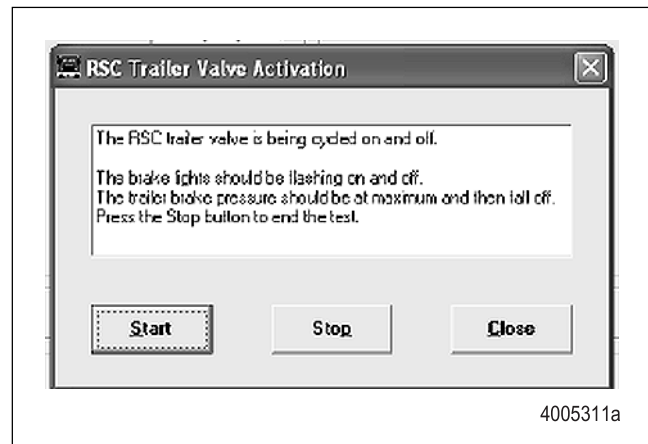 RSC Trailer Valve Activation
The RSC trailer valve is being cycled on and off.
The brake lights should be flashing on and off.
The trailer brake pressure should be at maximum and then fall off.
Press the Stop button to end the test.
Start Stop Close
4005311a